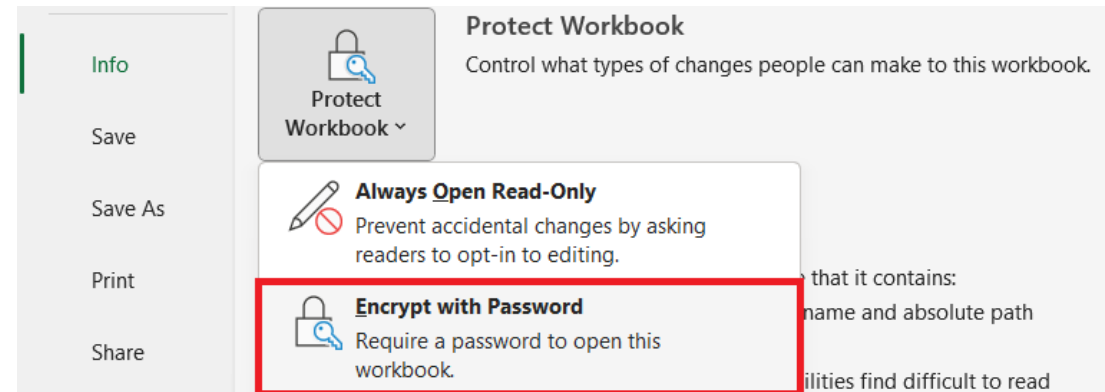 Info
Save
Save As
Print
Share
Protect
Workbook
Protect Workbook
Control what types of changes people can make to this workbook.
Always Open Read-Only
Prevent accidental changes by asking
readers to opt-in to editing.
Encrypt with Password
Require a password to open this
workbook.
that it contains:
name and absolute path
ilities find difficult to read